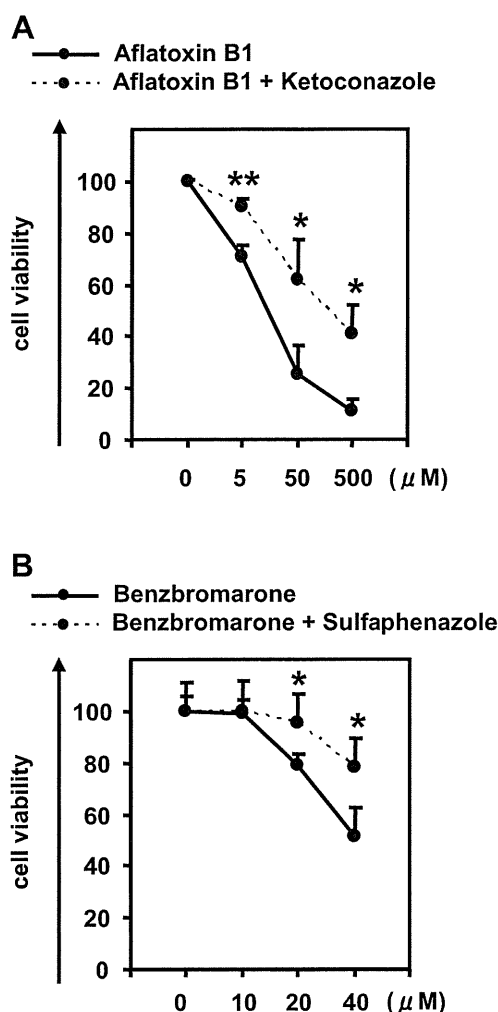 A
Aflatoxin B1
Aflatoxin B1 + Ketoconazole
cell viability
100
80
60
40
20
0
** * *
0 5 50 500 (μM)
B
Benzbromarone
Benzbromarone + Sulfaphenazole
cell viability
100
80
60
40
20
0
* *
0 10 20 40 (μM)